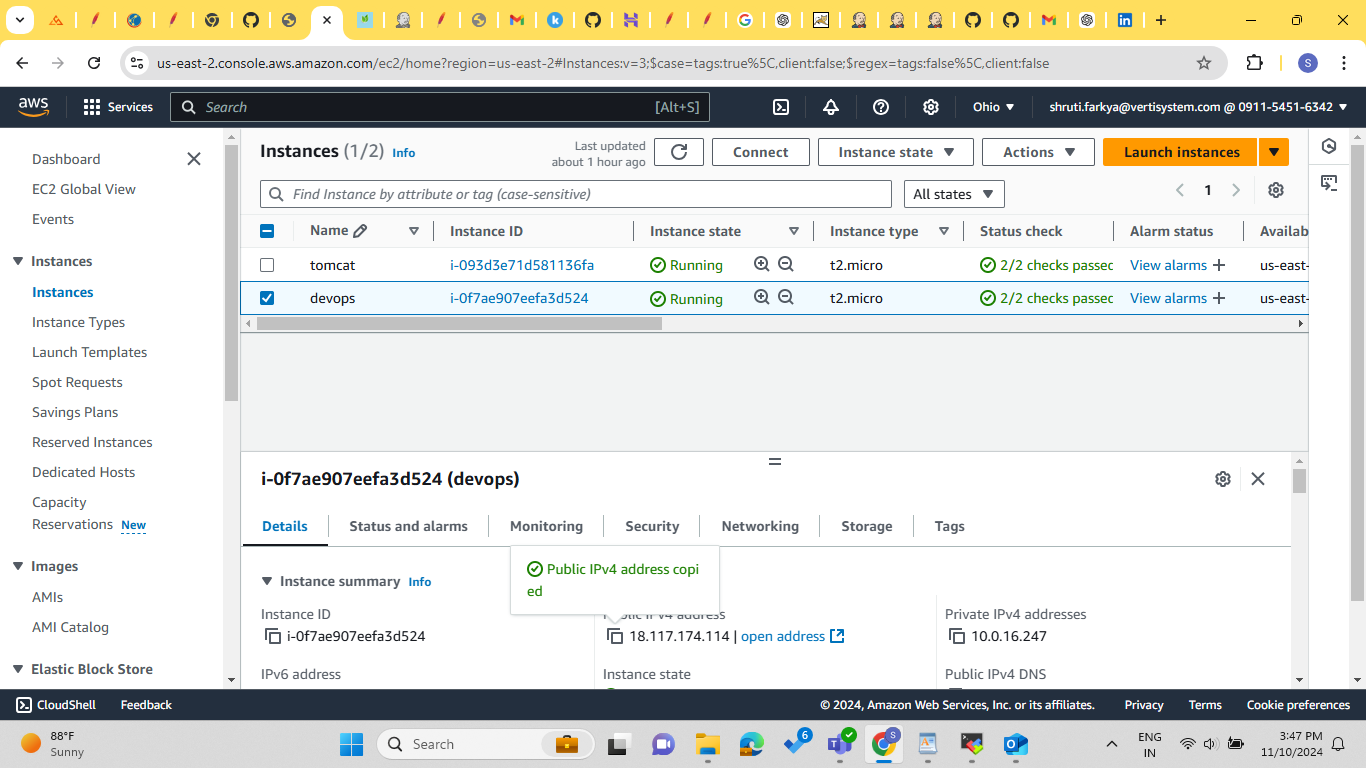 us-east-2.console.aws.amazon.com/ec2/home?region=us-east-2#Instances:v=3;$case=tags:true%5C,client:false;$regex=tags:false%5C,client:false
S
aws
Services
Search
[Alt+S]
Ohio
shruti.farkya@vertisystem.com @ 0911-5451-6342
Dashboard
EC2 Global View
Events
Instances
Instances
Instance Types
Launch Templates
Spot Requests
Savings Plans
Reserved Instances
Dedicated Hosts
Capacity
Reservations New
Images
AMIs
AMI Catalog
Elastic Block Store
Instances (1/2) Info
Last updated
about 1 hour ago
Connect
Instance state
Actions
Launch instances
Find Instance by attribute or tag (case-sensitive)
All states
1
Name Instance ID Instance state Instance type Status check Alarm status Availab
tomcat i-093d3e71d581136fa Running t2.micro 2/2 checks passed View alarms + us-east-
devops i-0f7ae907eefa3d524 Running t2.micro 2/2 checks passed View alarms + us-east-
i-0f7ae907eefa3d524 (devops)
Details
Status and alarms
Monitoring
Security
Networking
Storage
Tags
Public IPv4 address copi
ed
Instance summary Info
Instance ID
i-0f7ae907eefa3d524
Public IPv4 address
18.117.174.114 | open address
Private IPv4 addresses
10.0.16.247
IPv6 address
Instance state
Public IPv4 DNS
CloudShell
Feedback
© 2024, Amazon Web Services, Inc. or its affiliates.
Privacy
Terms
Cookie preferences
88°F
Sunny
Search
6
S
ENG
IN
3:47 PM
11/10/2024